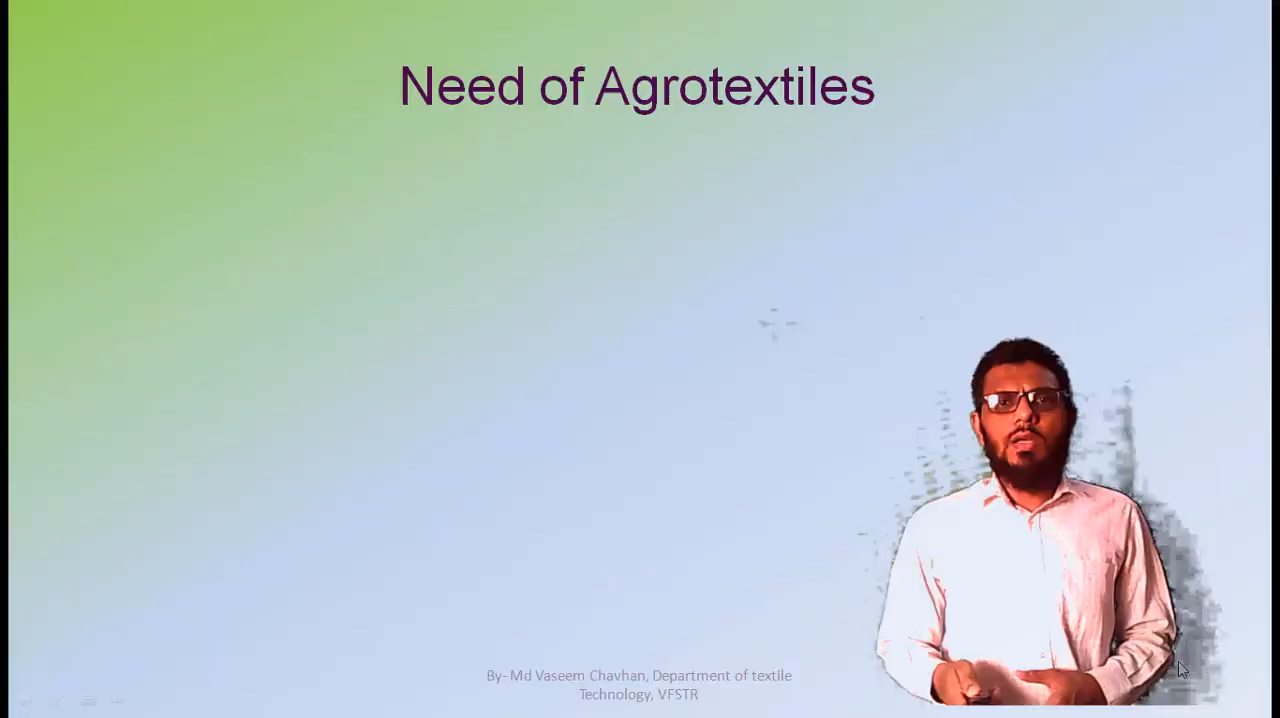 Need of Agrotextiles
By- Md Vaseem Chavhan, Department of textile
Technology, VFSTR